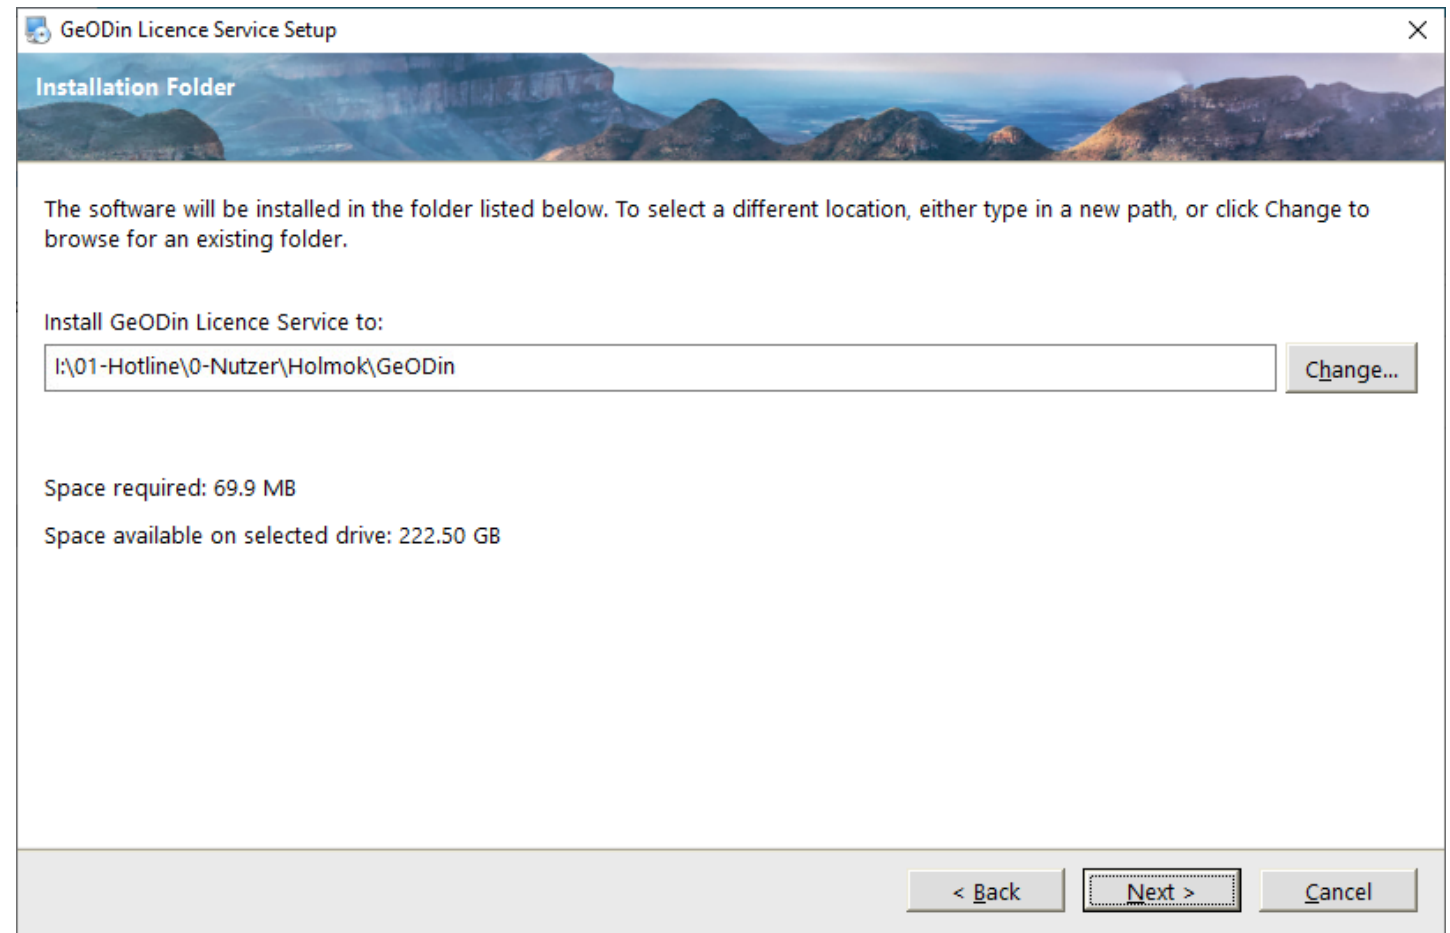 GeODin Licence Service Setup
Installation Folder
The software will be installed in the folder listed below. To select a different location, either type in a new path, or click Change to
browse for an existing folder.
Install GeODin Licence Service to:
I:\01-Hotline\0-Nutzer\Holmok\GeODin
Change...
Space required: 69.9 MB
Space available on selected drive: 222.50 GB
< Back
Next >
Cancel